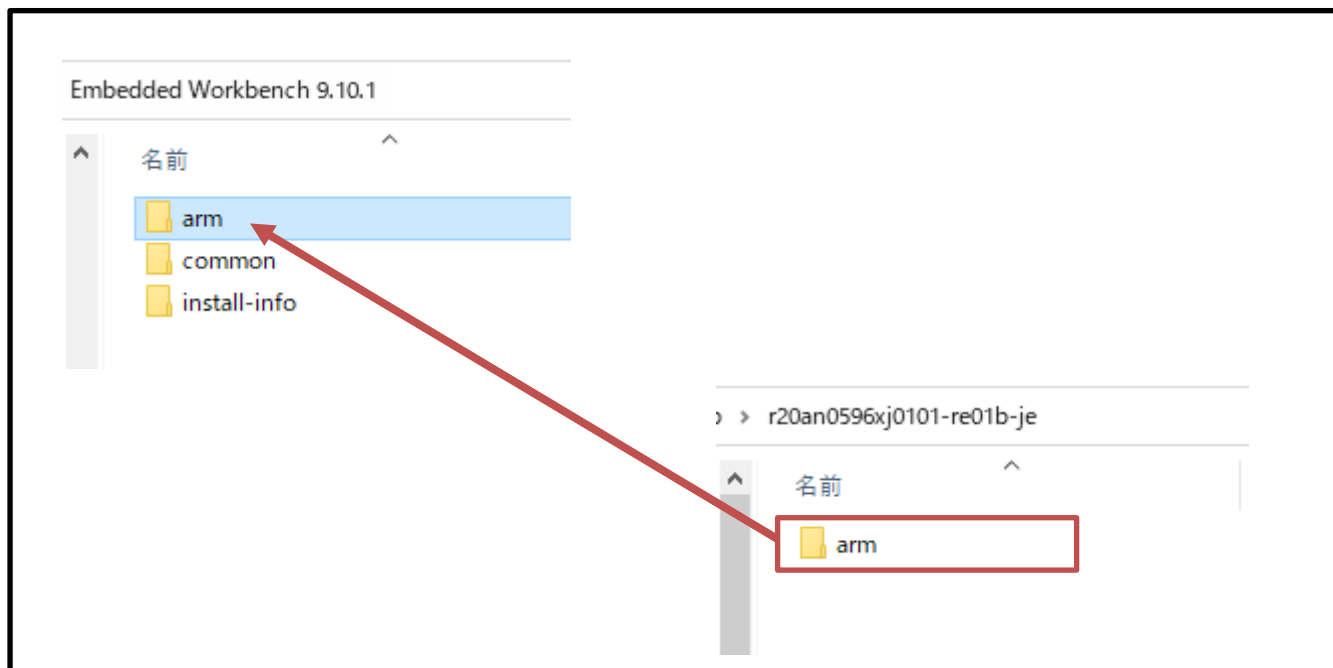 Embedded Workbench 9.10.1
名前
arm
common
install-info
r20an0596xj0101-re01b-je
名前
arm